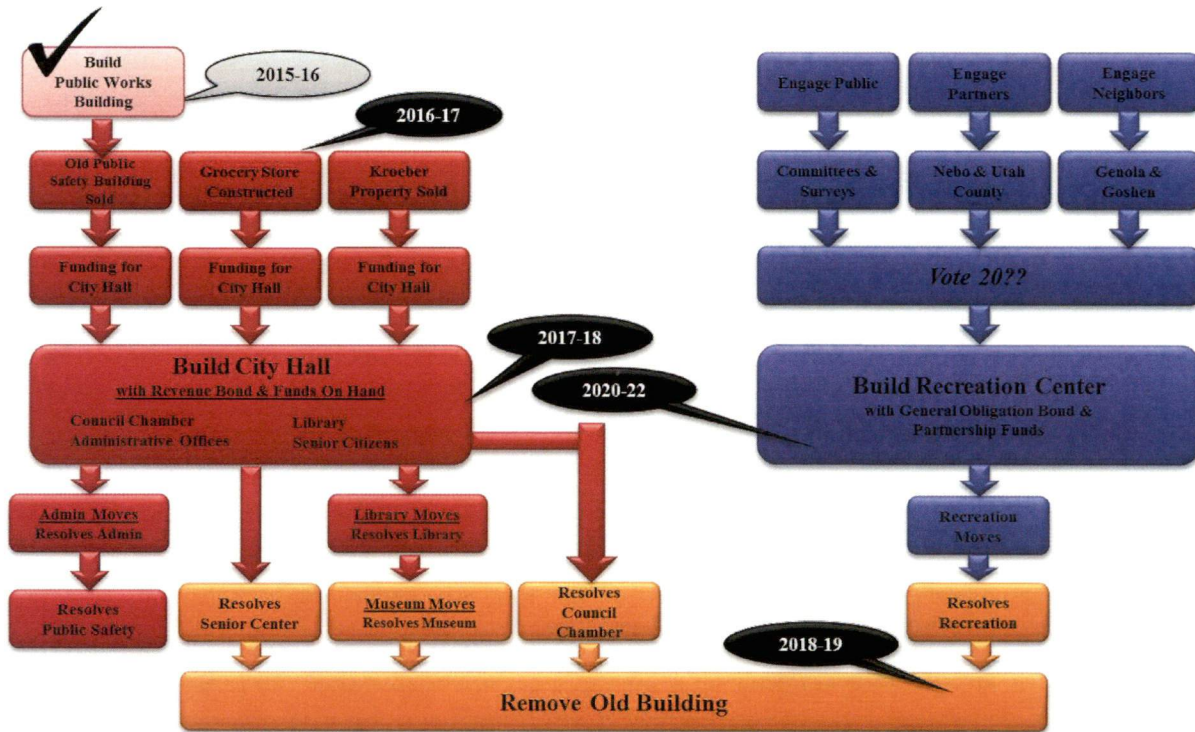 Build
Public Works
Building
2015-16
2016-17
Engage Public
Engage
Partners
Engage
Neighbors
Old Public
Safety Building
Sold
Grocery Store
Constructed
Kroeber
Property Sold
Committees &
Surveys
Nebo & Utah
County
Genola &
Goshen
Funding for
City Hall
Funding for
City Hall
Funding for
City Hall
Vote 20??
Build City Hall
with Revenue Bond & Funds On Hand
Council Chamber
Administrative Offices
Library
Senior Citizens
2017-18
2020-22
Build Recreation Center
with General Obligation Bond &
Partnership Funds
Admin Moves
Resolves Admin
Library Moves
Resolves Library
Recreation
Moves
Resolves
Public Safety
Resolves
Senior Center
Museum Moves
Resolves Museum
Resolves
Council
Chamber
Resolves
Recreation
2018-19
Remove Old Building